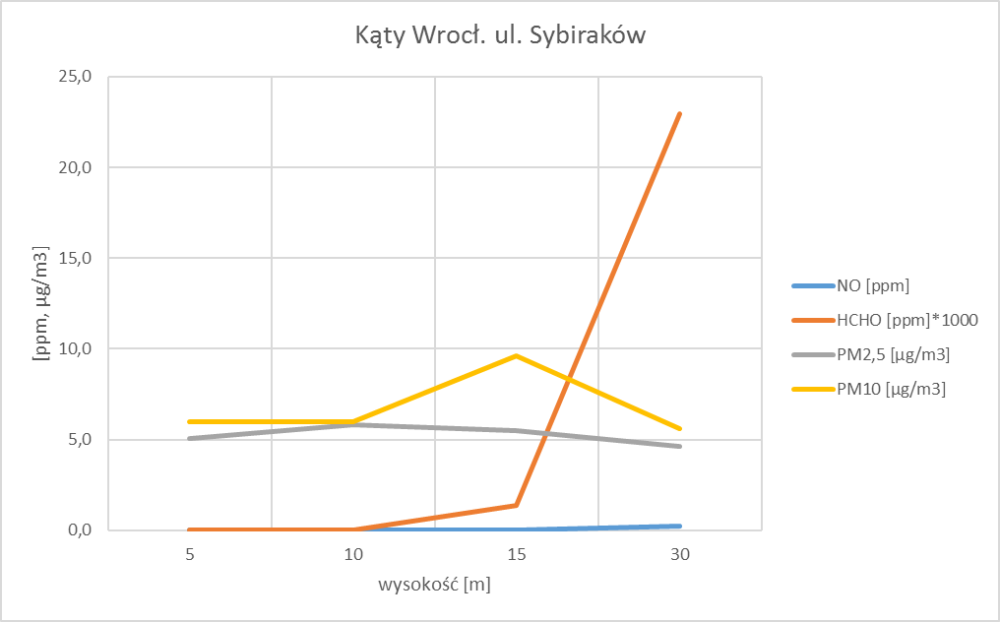 Kąty Wrocł. ul. Sybiraków
25,0
20,0
15,0
10,0
5,0
0,0
[ppm, µg/m3]
5 10 15 30
wysokość [m]
NO [ppm]
HCHO [ppm]*1000
PM2,5 [µg/m3]
PM10 [µg/m3]